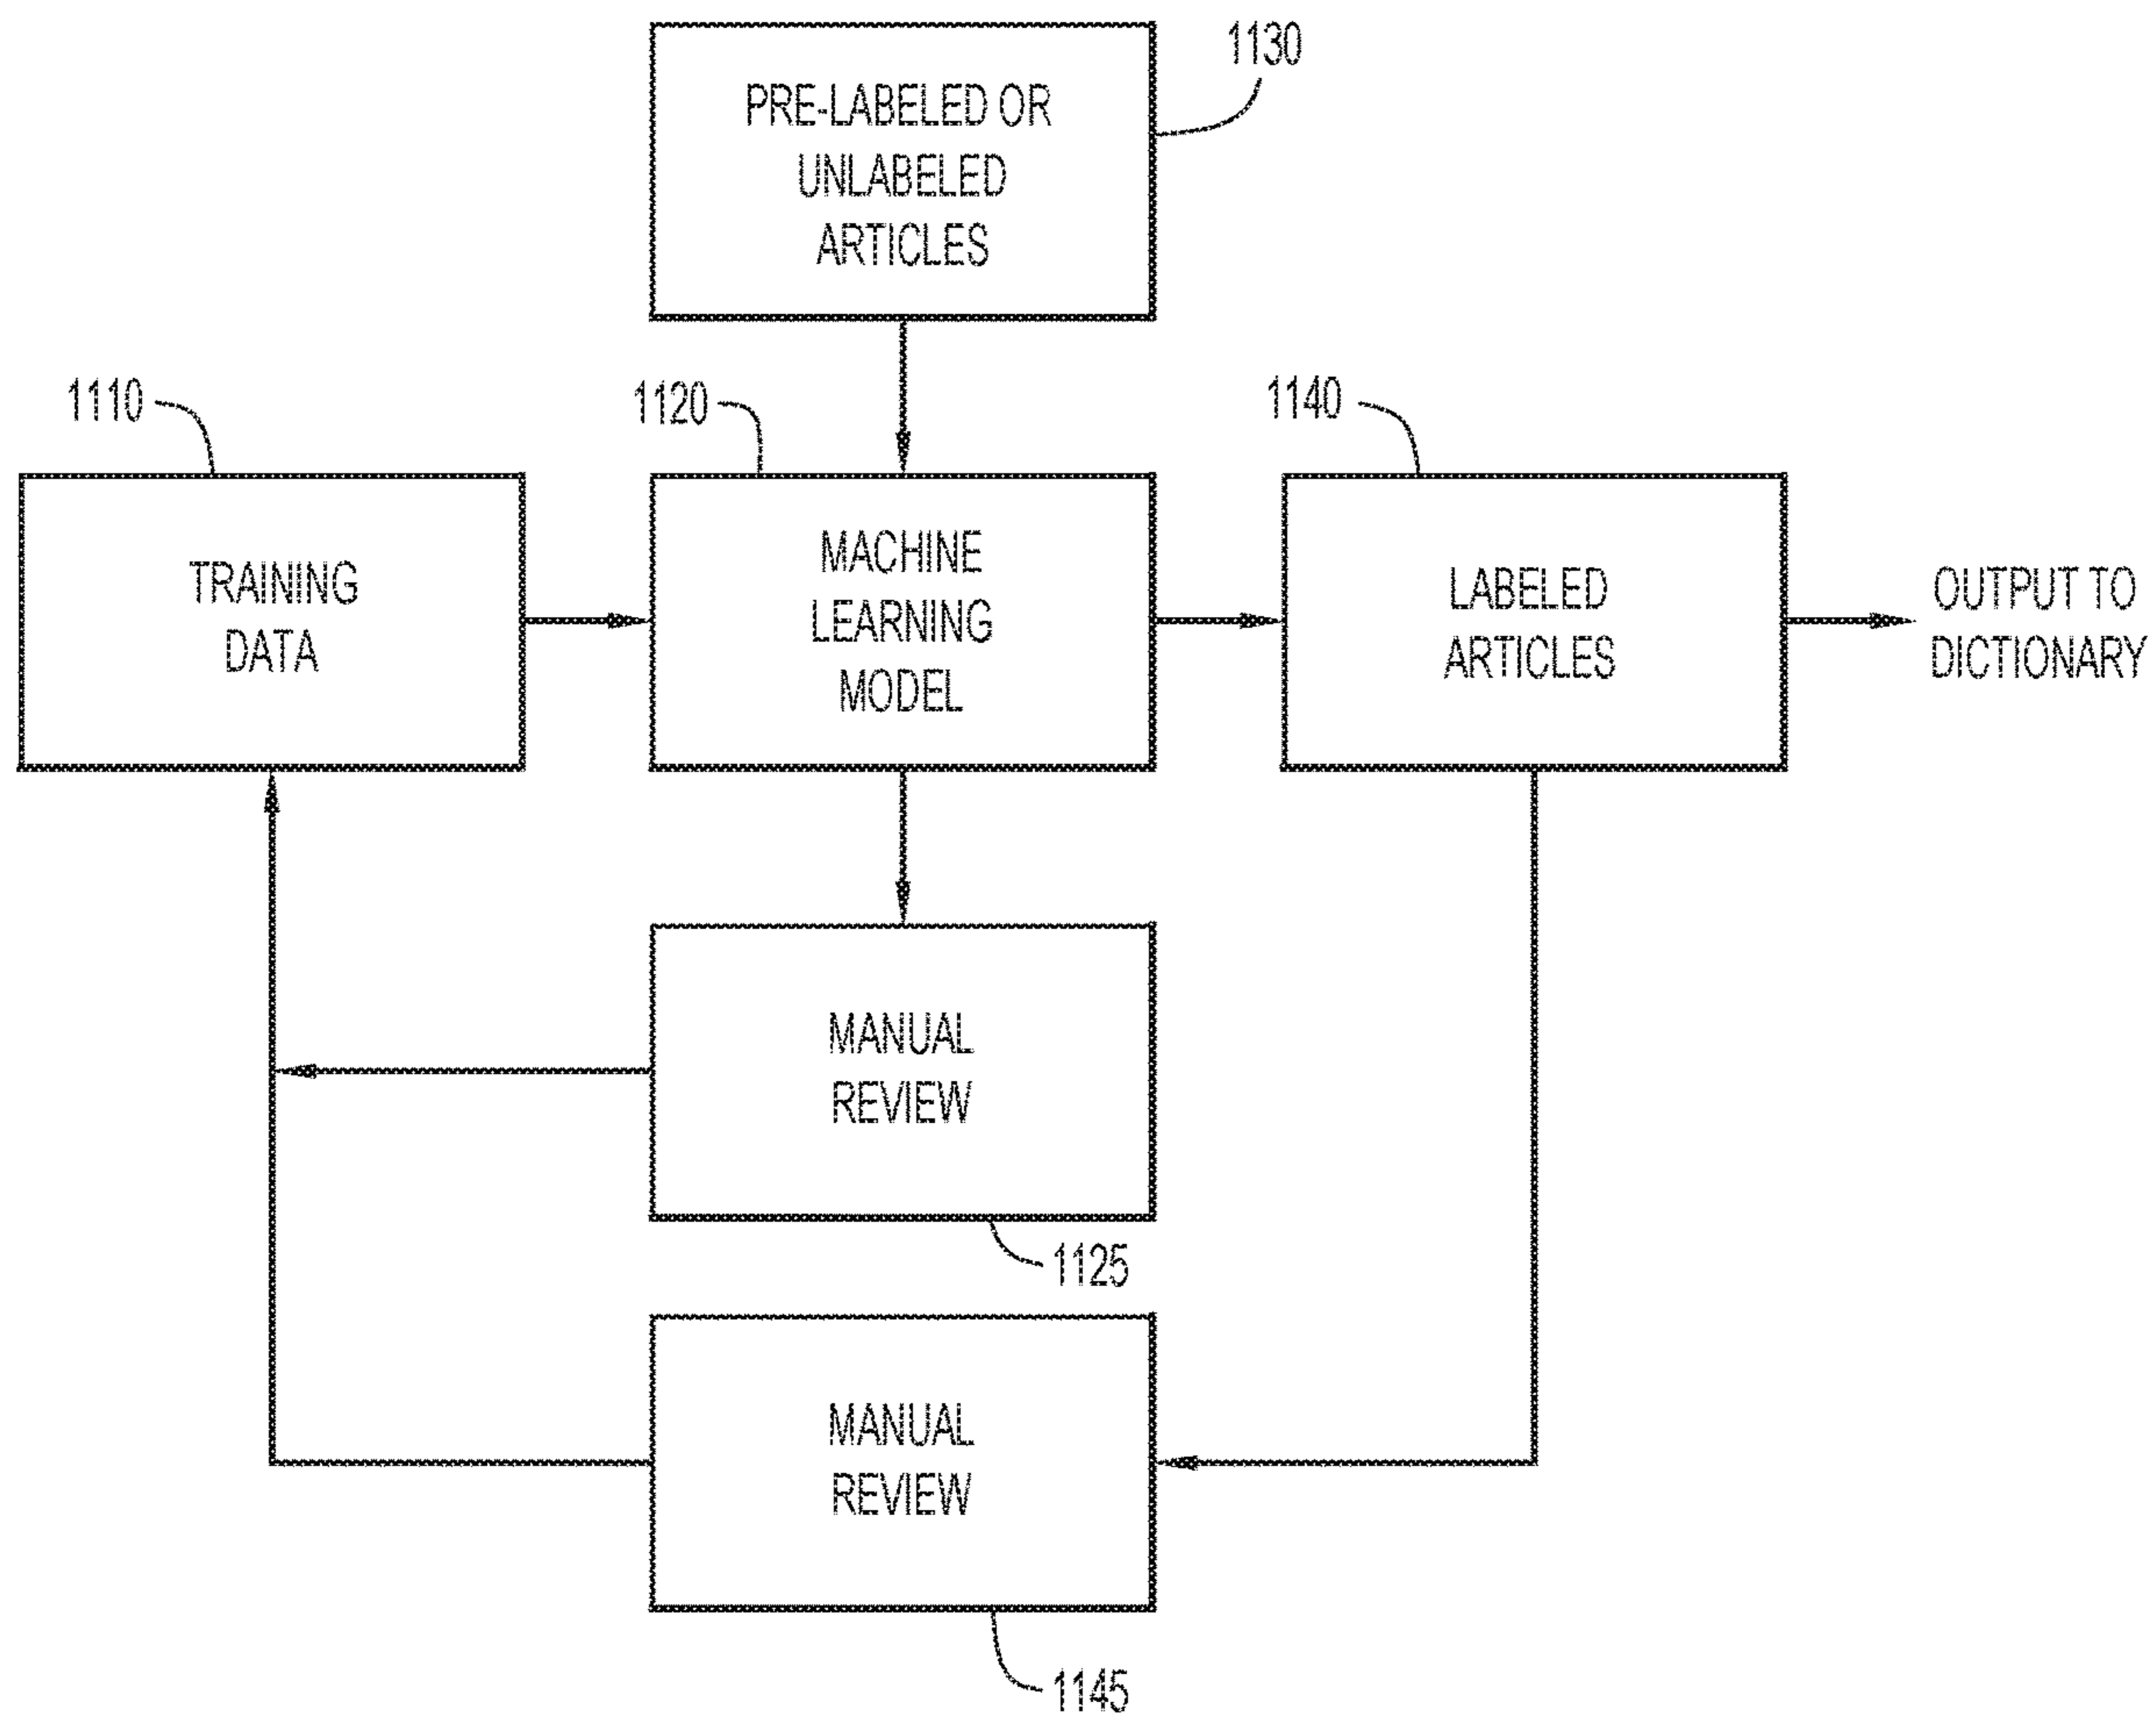 1130
PRE-LABELED OR
UNLABELED
ARTICLES
1110
1120
1140
TRAINING
DATA
MACHINE
LEARNING
MODEL
LABELED
ARTICLES
OUTPUT TO
DICTIONARY
MANUAL
REVIEW
1125
MANUAL
REVIEW
1145